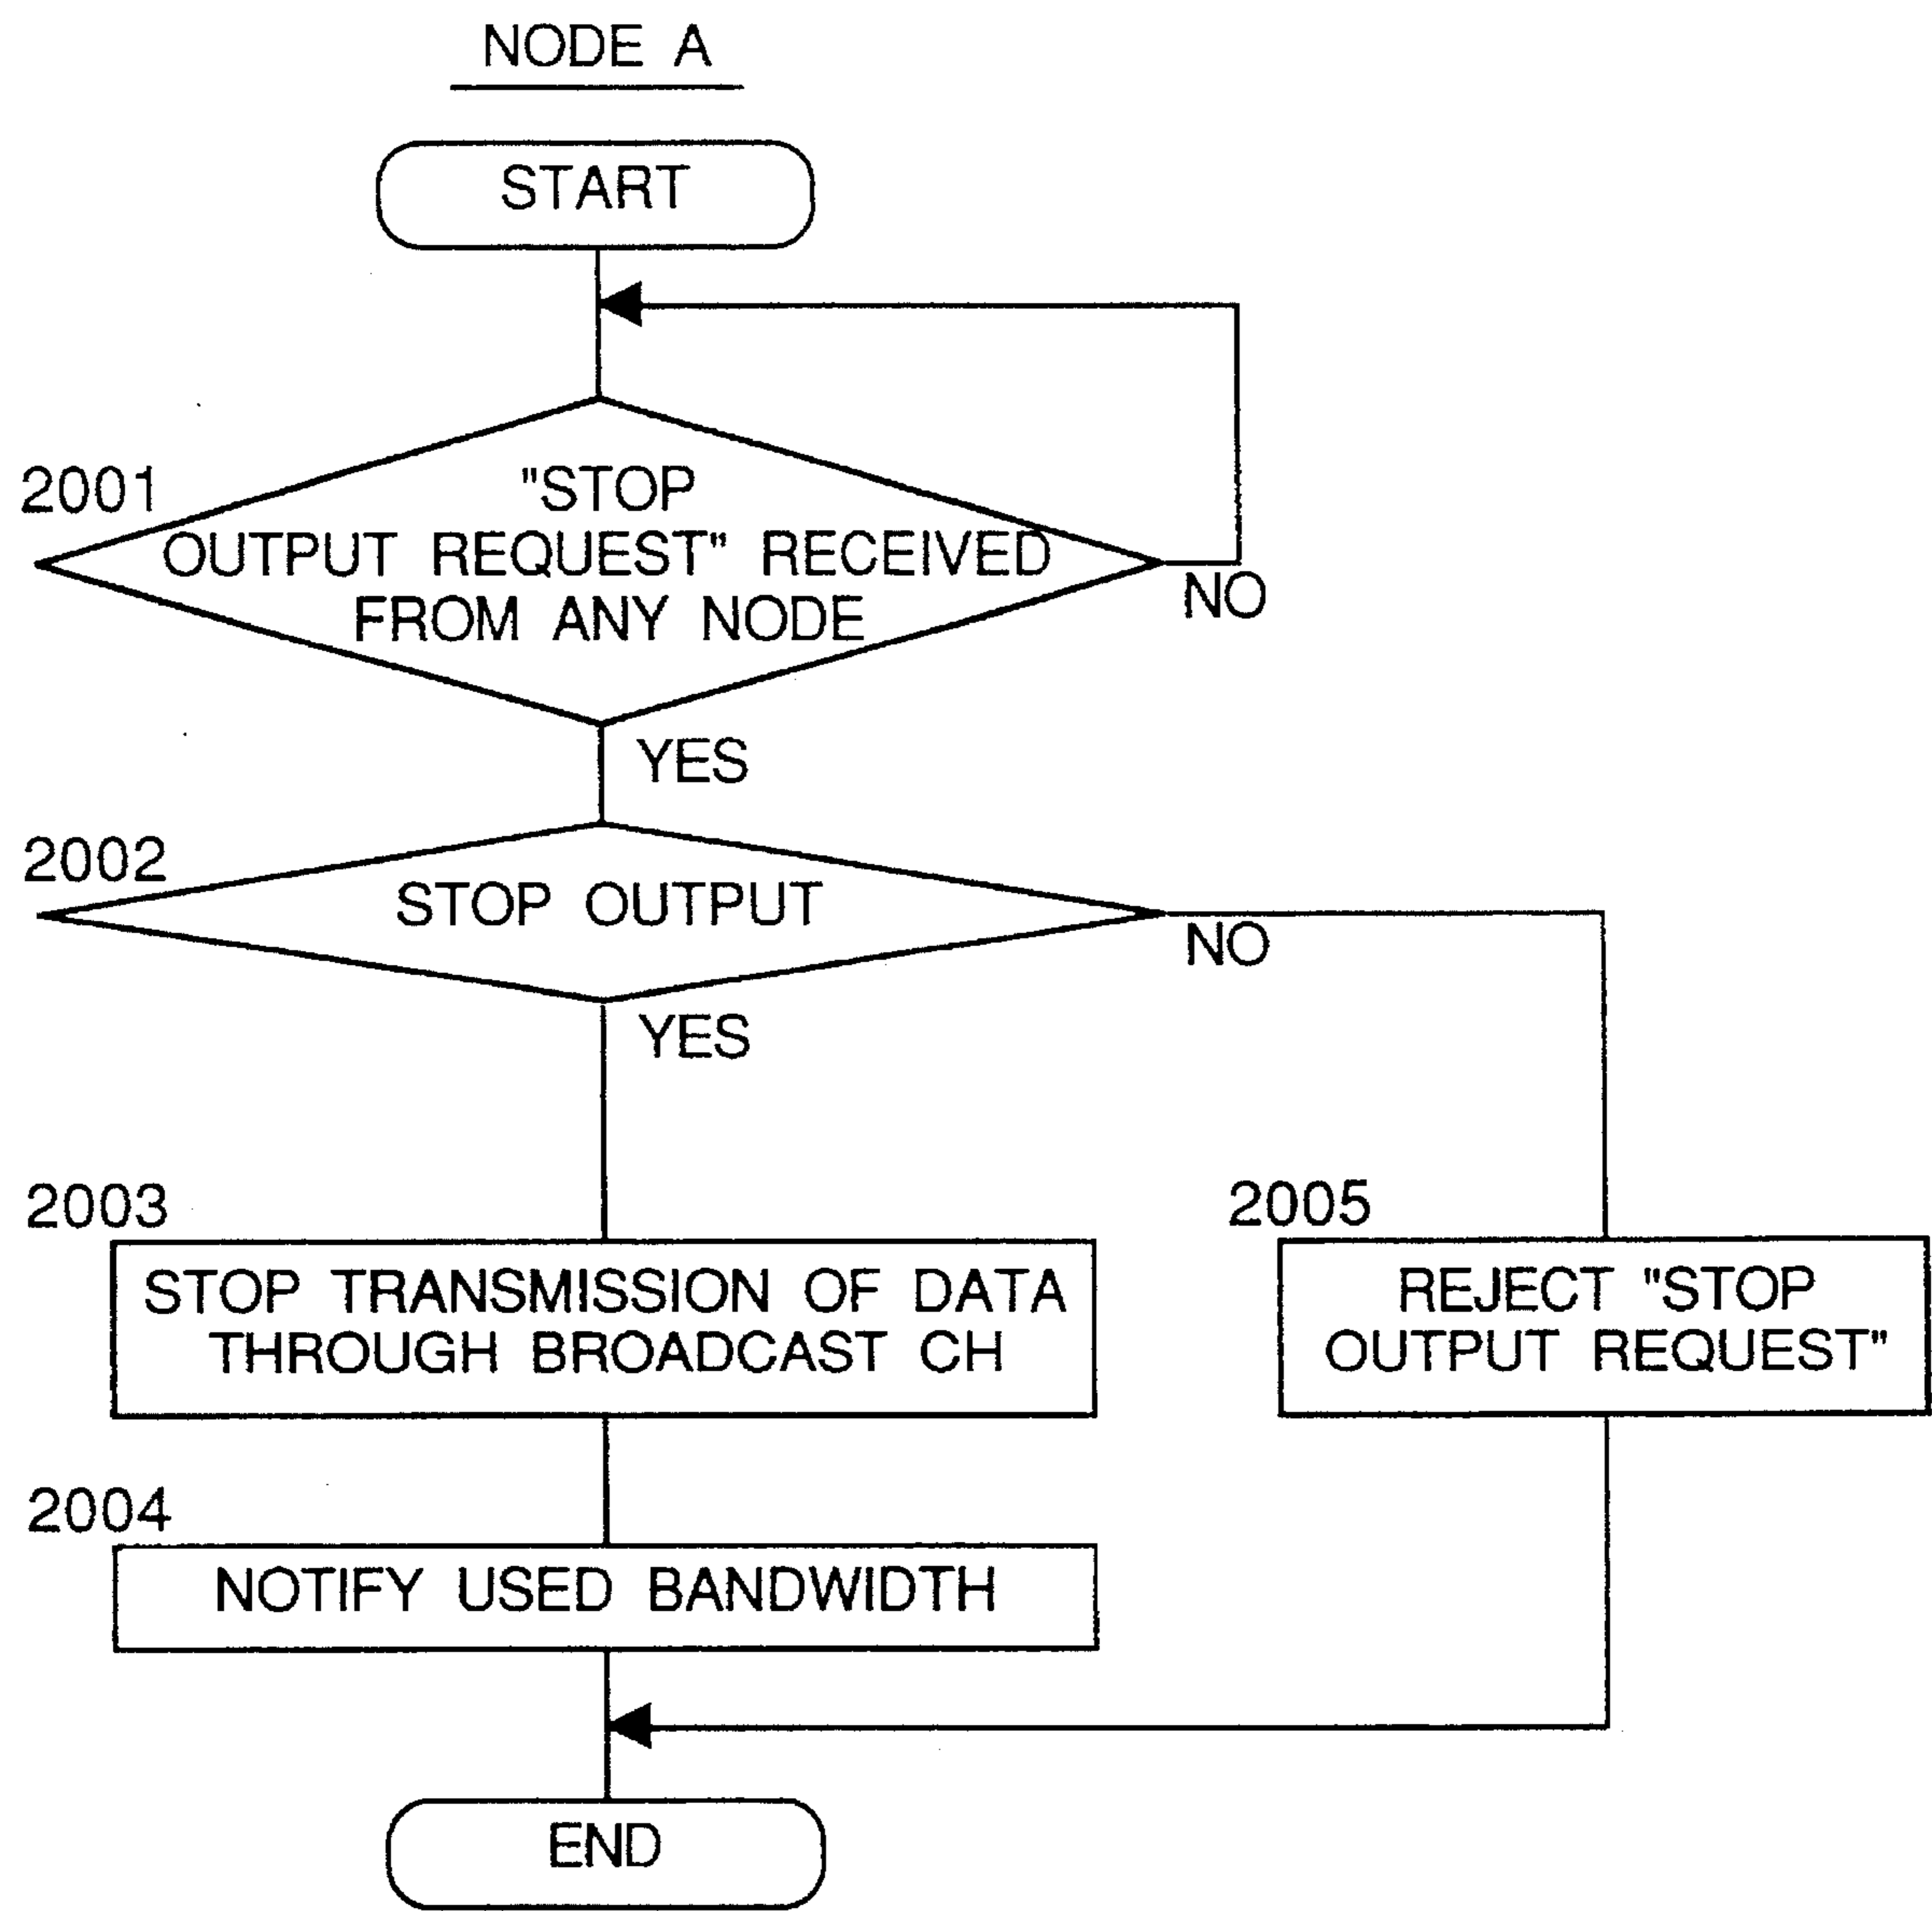 NODE A
START
2001
"STOP
OUTPUT REQUEST" RECEIVED
FROM ANY NODE
NO
YES
2002
STOP OUTPUT
NO
YES
2003
STOP TRANSMISSION OF DATA
THROUGH BROADCAST CH
2005
REJECT "STOP
OUTPUT REQUEST"
2004
NOTIFY USED BANDWIDTH
END